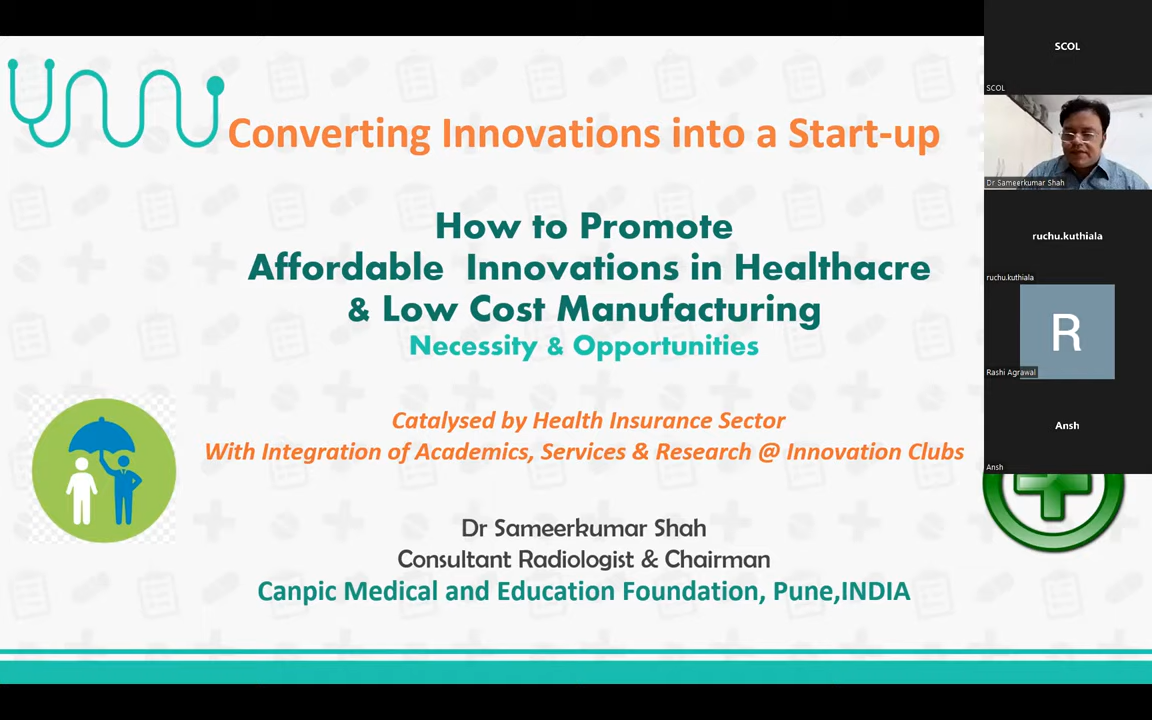 Converting Innovations into a Start-up
How to Promote
Affordable Innovations in Healthacre
& Low Cost Manufacturing
Necessity & Opportunities
Catalysed by Health Insurance Sector
With Integration of Academics, Services & Research @ Innovation Clubs
Dr Sameerkumar Shah
Consultant Radiologist & Chairman
Canpic Medical and Education Foundation, Pune,INDIA
SCOL
SCOL
Dr Sameerkumar Shah
ruchu.kuthiala
ruchu.kuthiala
R
Rashi Agrawal
Ansh
Ansh